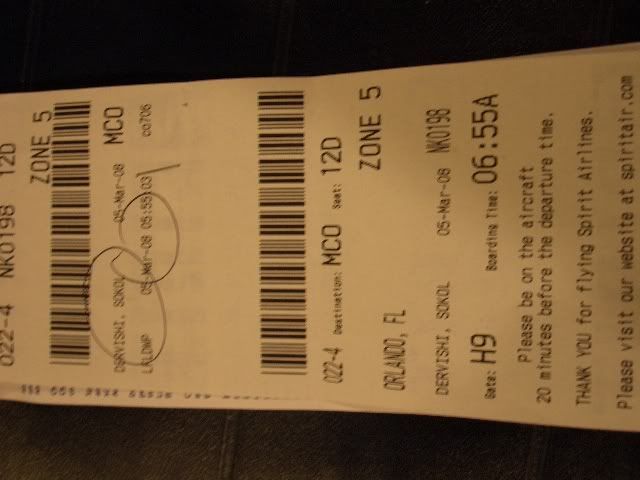 022-4 NK0198 12D
ZONE 5
MCO
DERVISHI, SOKOL 05-Mar-08
05-Mar-08 05:55:03 co706
022-4 Destination: MCO Seat: 12D
ZONE 5
ORLANDO, FL
DERVISHI, SOKOL 05-Mar-08 NK0198
Gate: H9 Boarding Time: 06:55A
Please be on the aircraft
20 minutes before the departure time.
THANK YOU for flying Spirit Airlines.
Please visit our website at spiritair.com